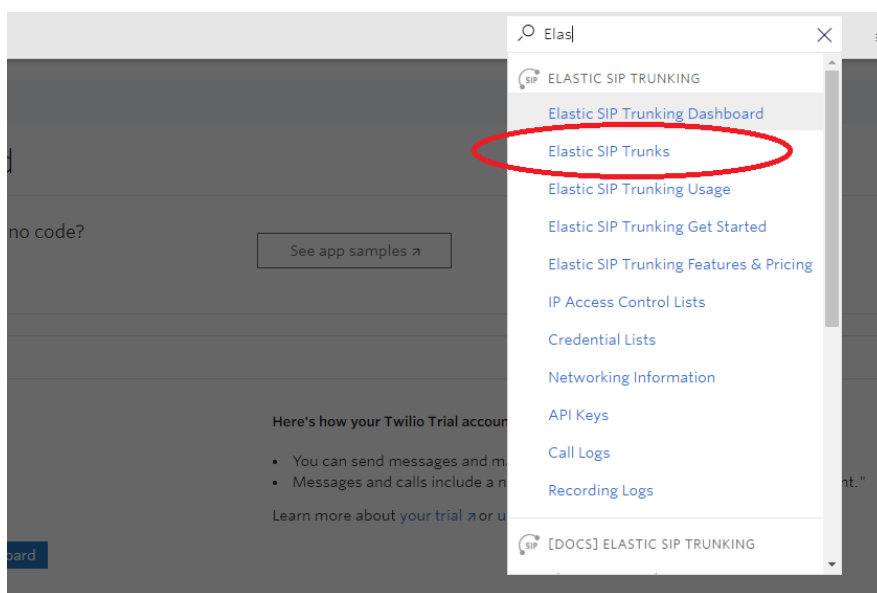 Elas
SIP ELASTIC SIP TRUNKING
Elastic SIP Trunking Dashboard
Elastic SIP Trunks
Elastic SIP Trunking Usage
Elastic SIP Trunking Get Started
Elastic SIP Trunking Features & Pricing
IP Access Control Lists
Credential Lists
Networking Information
API Keys
Call Logs
Recording Logs
SIP [DOCS] ELASTIC SIP TRUNKING
no code?
See app samples
Here's how your Twilio Trial
• You can send messages and
• Messages and calls include a
Learn more about your trial or